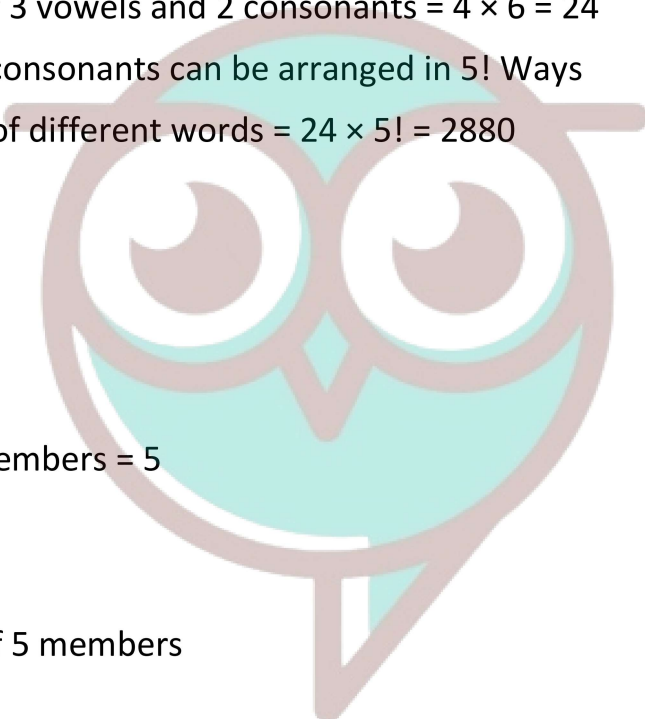 3 vowels and 2 consonants = 4 × 6 = 24
consonants can be arranged in 5! Ways
of different words = 24 × 5! = 2880
embers = 5
5 members